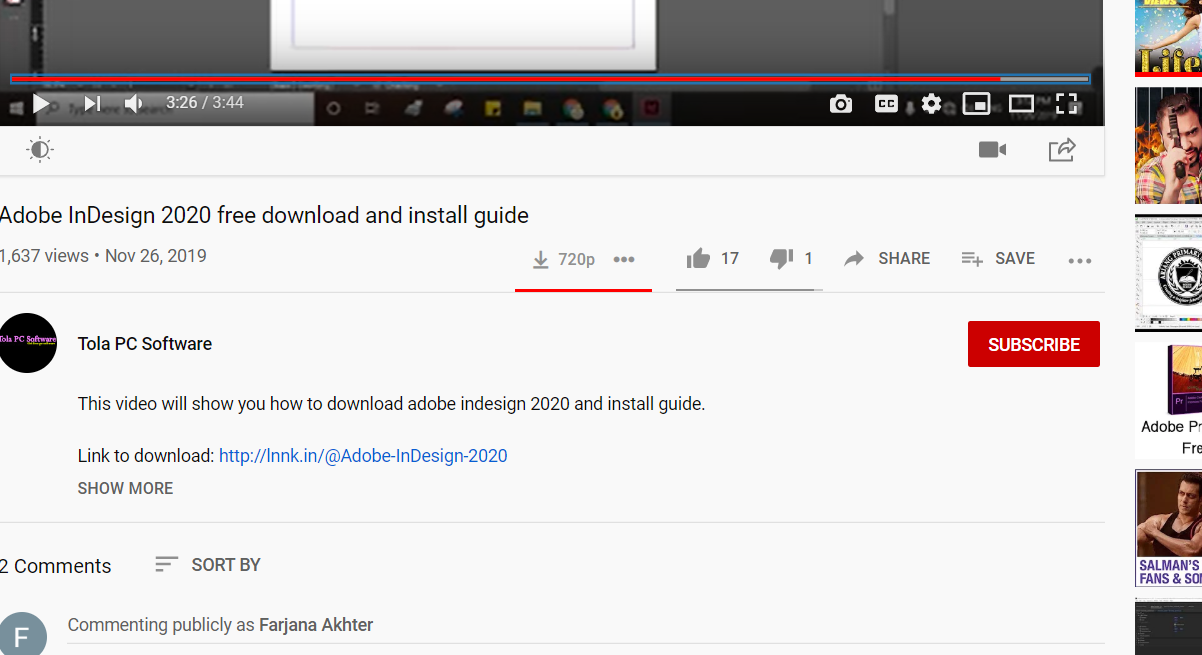 3:26 / 3:44
CC
Adobe InDesign 2020 free download and install guide
1,637 views • Nov 26, 2019
720p
17
1
SHARE
SAVE
Tola PC Software
Tola PC Software
SUBSCRIBE
This video will show you how to download adobe indesign 2020 and install guide.
Link to download: http://lnnk.in/@Adobe-InDesign-2020
SHOW MORE
2 Comments
SORT BY
F
Commenting publicly as Farjana Akhter
VIEWS
Life
Pr
Adobe Pr
Fre
SALMAN'S
FANS & SO